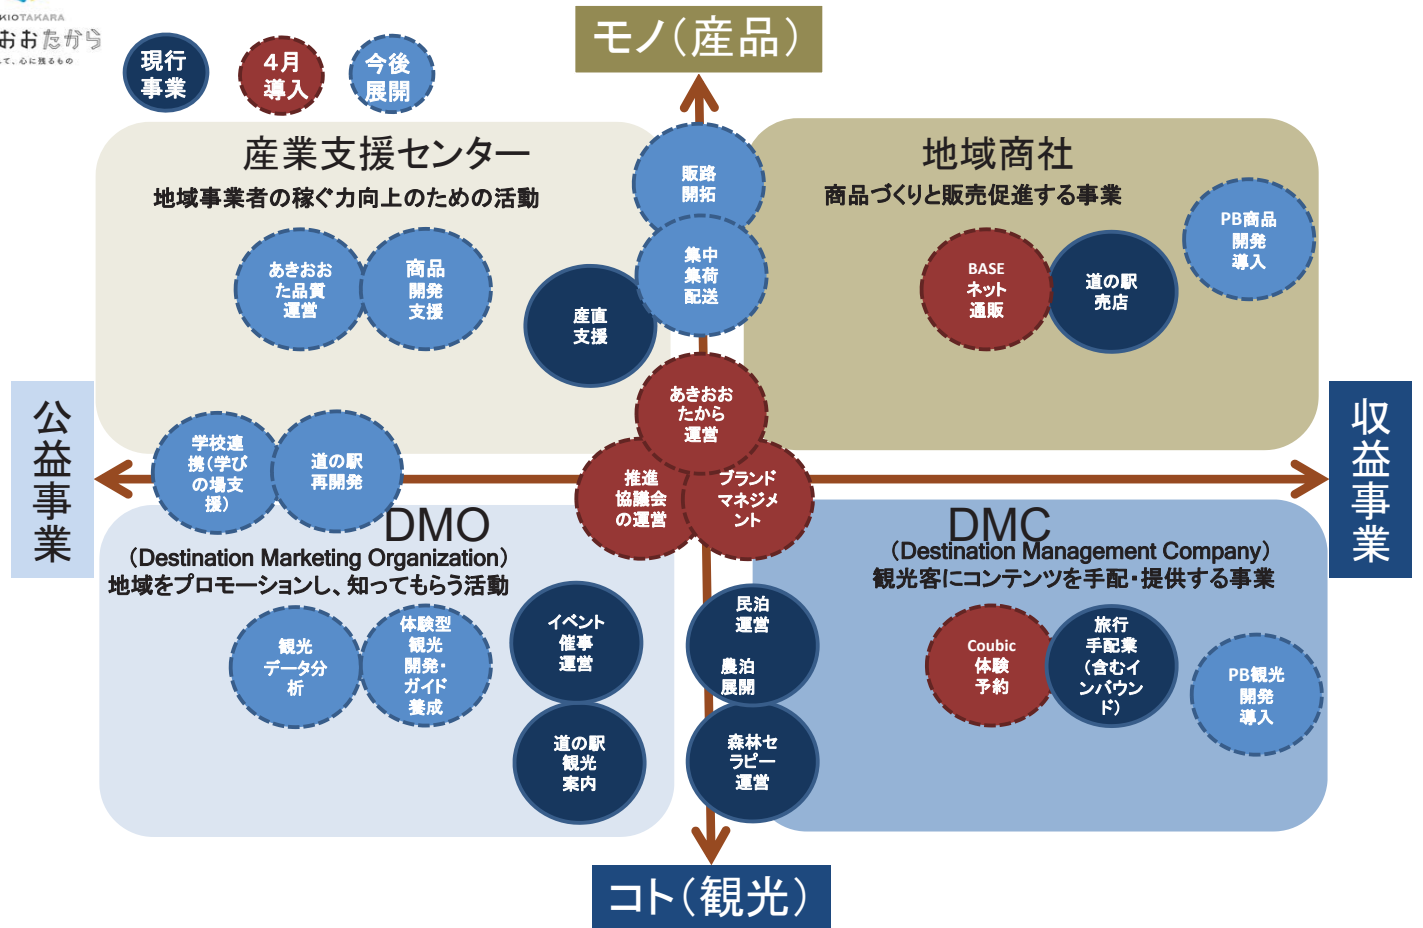 KIOTAKARA
おおたから
て、心に残るもの
現行
事業
４月
導入
今後
展開
モノ（産品）
産業支援センター
地域事業者の稼ぐ力向上のための活動
地域商社
商品づくりと販売促進する事業
販路
開拓
集中
集荷
配送
あきおお
た品質
運営
商品
開発
支援
産直
支援
BASE
ネット
通販
道の駅
売店
PB商品
開発
導入
あきおお
たから
運営
推進
協議会
の運営
ブランド
マネジメ
ント
公益事業
収益事業
学校連
携（学び
の場支
援）
道の駅
再開発
DMO
（Destination Marketing Organization）
地域をプロモーションし、知ってもらう活動
DMC
（Destination Management Company）
観光客にコンテンツを手配・提供する事業
観光
データ分
析
体験型
観光
開発・
ガイド
養成
イベント
催事
運営
道の駅
観光
案内
民泊
運営
農泊
展開
森林セ
ラピー
運営
Coubic
体験
予約
旅行
手配業
（含むイ
ンバウン
ド）
PB観光
開発
導入
コト（観光）